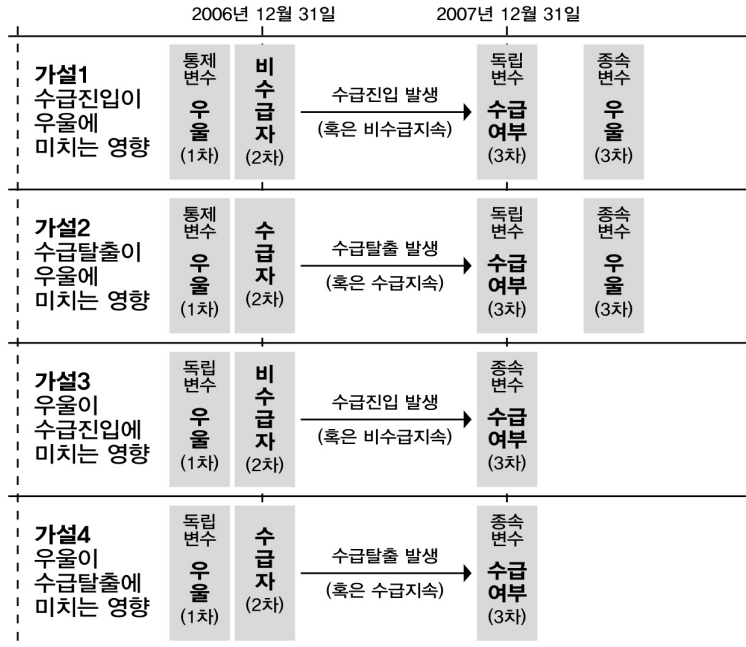 2006년 12월 31일
2007년 12월 31일
가설1
수급진입이
우울에
미치는 영향
통제
변수
우
울
(1차)
비
수
급
자
(2차)
수급진입 발생
(혹은 비수급지속)
독립
변수
수급
여부
(3차)
종속
변수
우
울
(3차)
가설2
수급탈출이
우울에
미치는 영향
통제
변수
우
울
(1차)
수
급
자
(2차)
수급탈출 발생
(혹은 수급지속)
독립
변수
수급
여부
(3차)
종속
변수
우
울
(3차)
가설3
우울이
수급진입에
미치는 영향
독립
변수
우
울
(1차)
비
수
급
자
(2차)
수급진입 발생
(혹은 비수급지속)
종속
변수
수급
여부
(3차)
가설4
우울이
수급탈출에
미치는 영향
독립
변수
우
울
(1차)
수
급
자
(2차)
수급탈출 발생
(혹은 수급지속)
종속
변수
수급
여부
(3차)